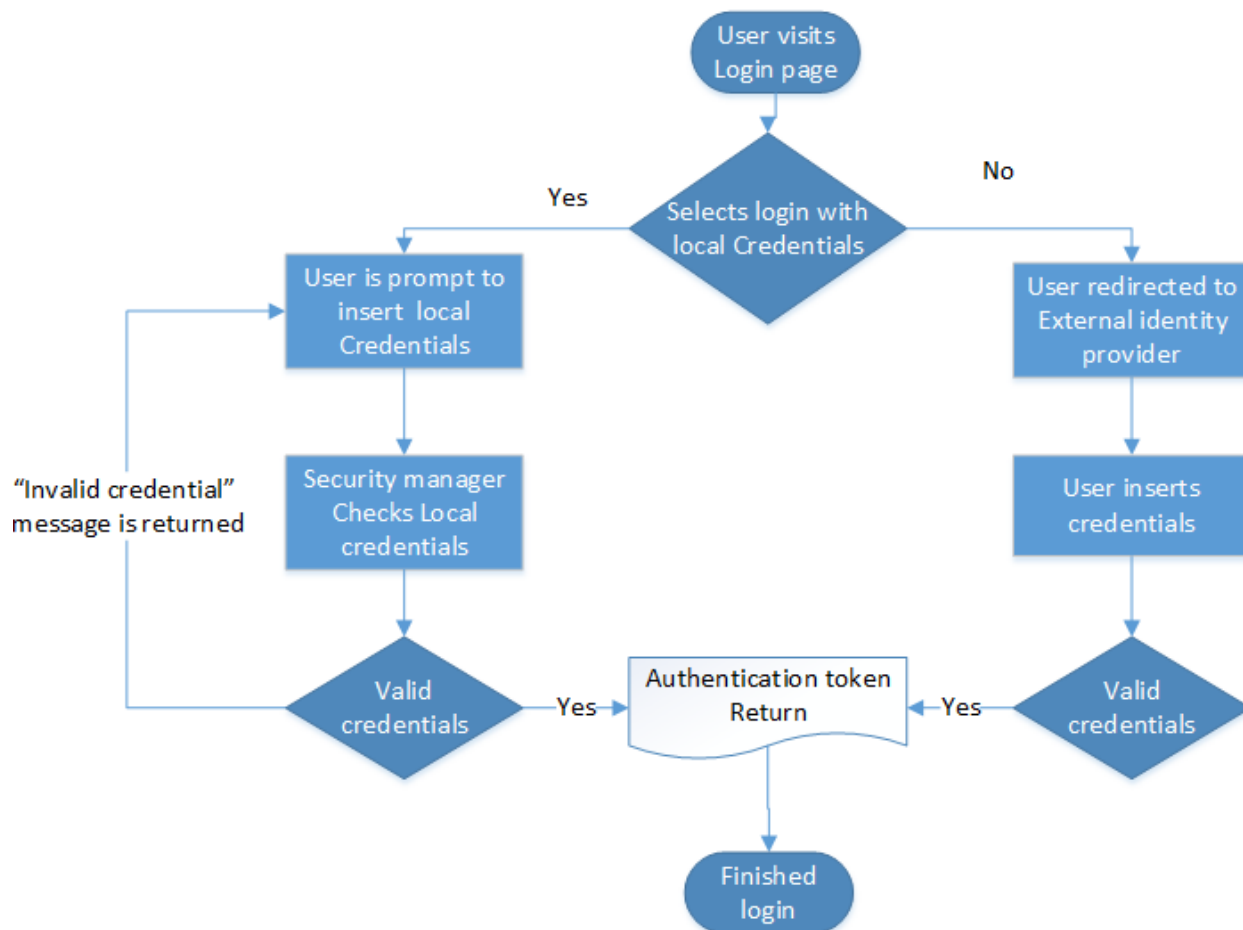 User visits
Login page
Yes
No
Selects login with
local Credentials
User is prompt to
insert local
Credentials
User redirected to
External identity
provider
"Invalid credential"
message is returned
Security manager
Checks Local
credentials
User inserts
credentials
Valid
credentials
Yes
Authentication token
Return
Yes
Valid
credentials
Finished
login